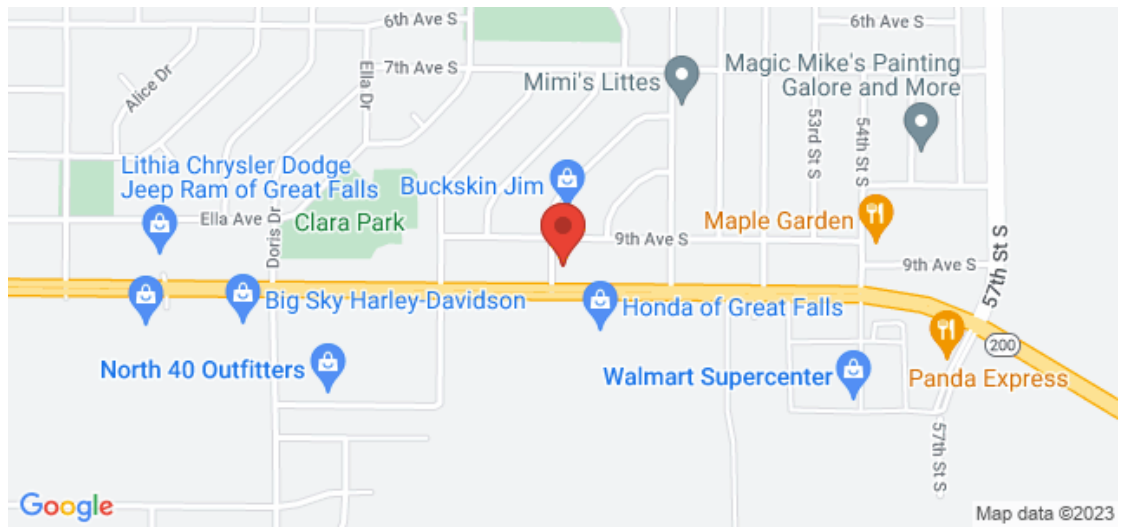 6th Ave S
6th Ave S
7th Ave S
Ella Dr
Alice Dr
Mimi's Littes
Magic Mike's Painting
Galore and More
53rd St S
54th St S
Lithia Chrysler Dodge
Jeep Ram of Great Falls
Buckskin Jim
Ella Ave
Doris Dr
Clara Park
Maple Garden
9th Ave S
9th Ave S
57th St S
Big Sky Harley-Davidson
Honda of Great Falls
200
North 40 Outfitters
Walmart Supercenter
Panda Express
57th St S
Google
Map data ©2023